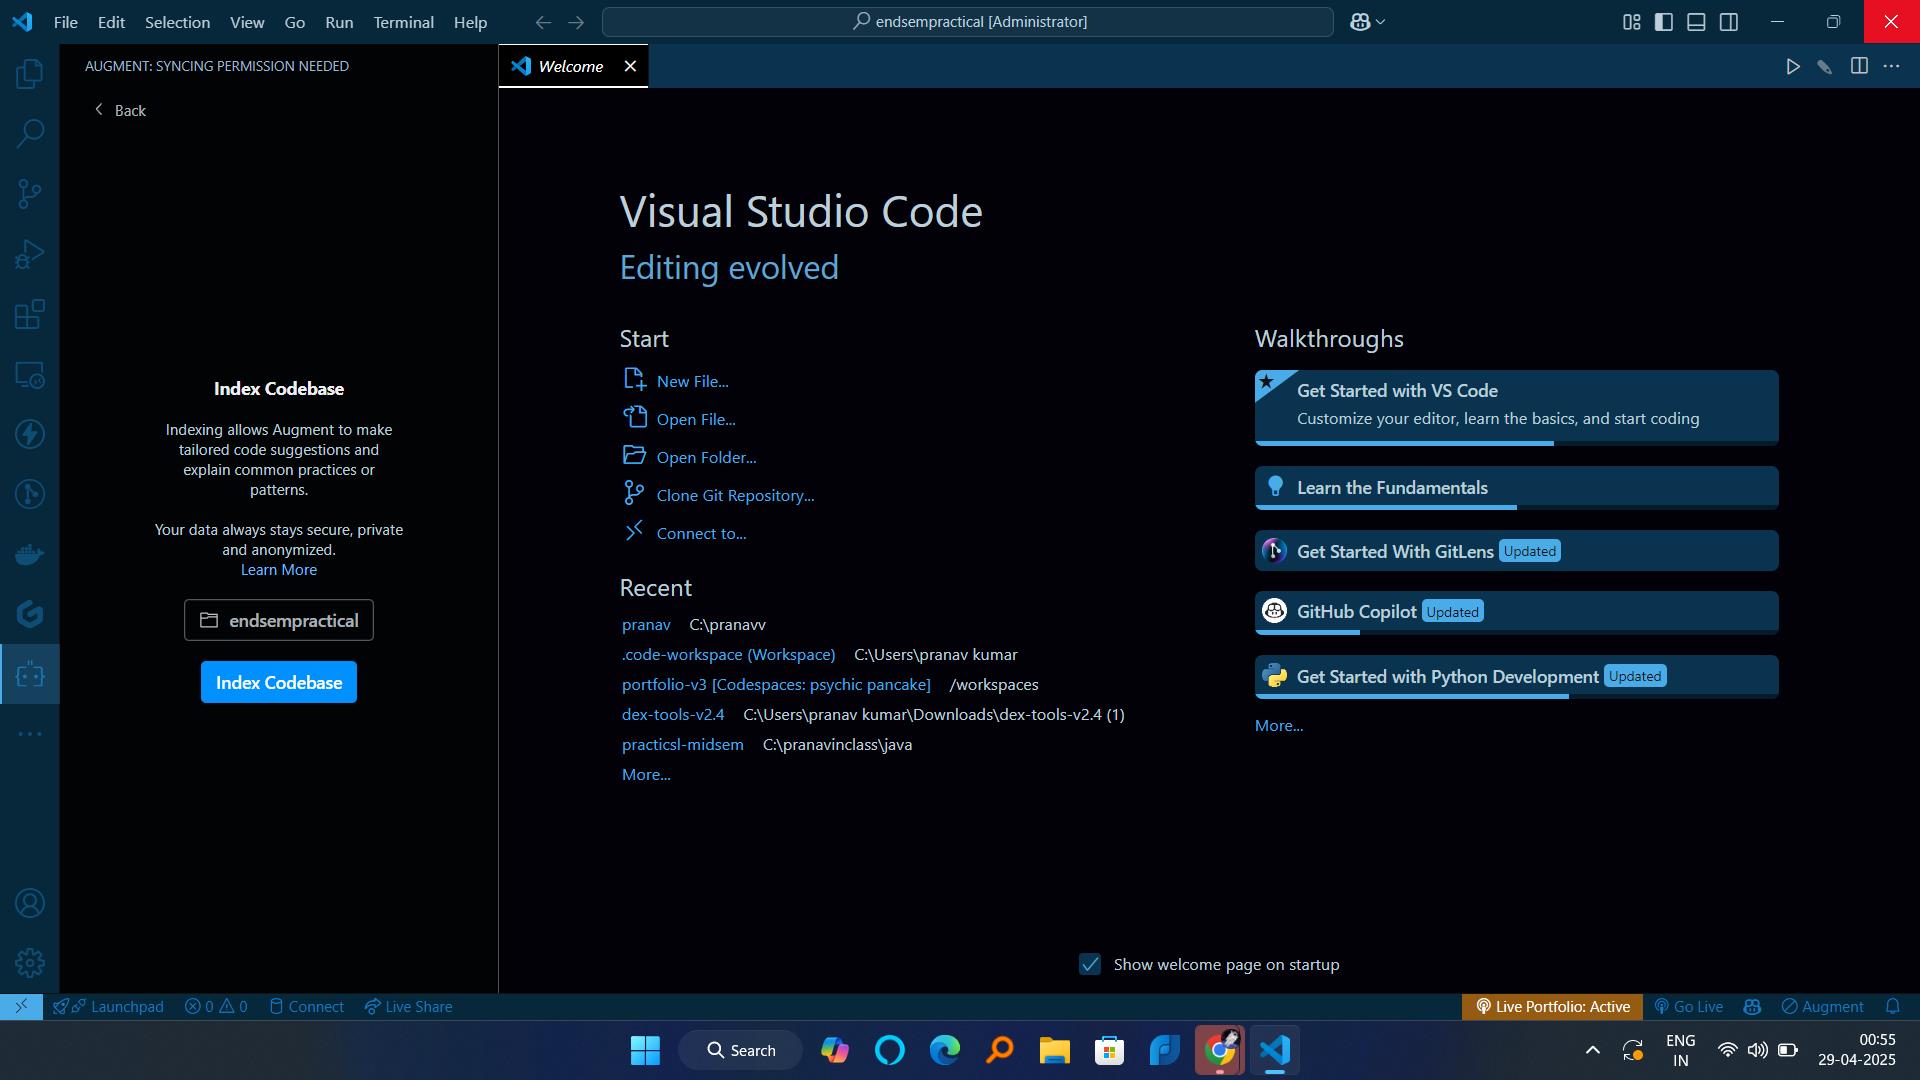 File Edit Selection View Go Run Terminal Help
endsempractical [Administrator]
AUGMENT: SYNCING PERMISSION NEEDED
Back
Index Codebase
Indexing allows Augment to make
tailored code suggestions and
explain common practices or
patterns.
Your data always stays secure, private
and anonymized.
Learn More
endsempractical
Index Codebase
Welcome
Visual Studio Code
Editing evolved
Start
New File...
Open File...
Open Folder...
Clone Git Repository...
Connect to...
Recent
pranav C:\pranavv
.code-workspace (Workspace) C:\Users\pranav kumar
portfolio-v3 [Codespaces: psychic pancake] /workspaces
dex-tools-v2.4 C:\Users\pranav kumar\Downloads\dex-tools-v2.4 (1)
practicsl-midsem C:\pranavinclass\java
More...
Walkthroughs
Get Started with VS Code
Customize your editor, learn the basics, and start coding
Learn the Fundamentals
Get Started With GitLens Updated
GitHub Copilot Updated
Get Started with Python Development Updated
More...
Show welcome page on startup
Launchpad 0 0 Connect Live Share
Live Portfolio: Active Go Live Augment
Search
ENG
IN
00:55
29-04-2025